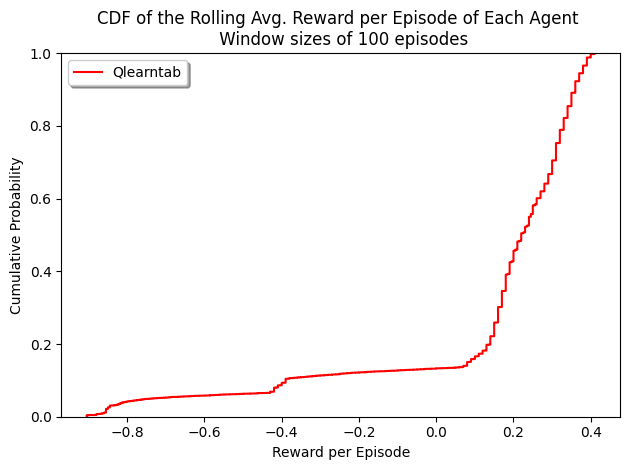 CDF of the Rolling Avg. Reward per Episode of Each Agent
Window sizes of 100 episodes
Qlearntab
Cumulative Probability
1.0
0.8
0.6
0.4
0.2
0.0
−0.8 −0.6 −0.4 −0.2 0.0 0.2 0.4
Reward per Episode